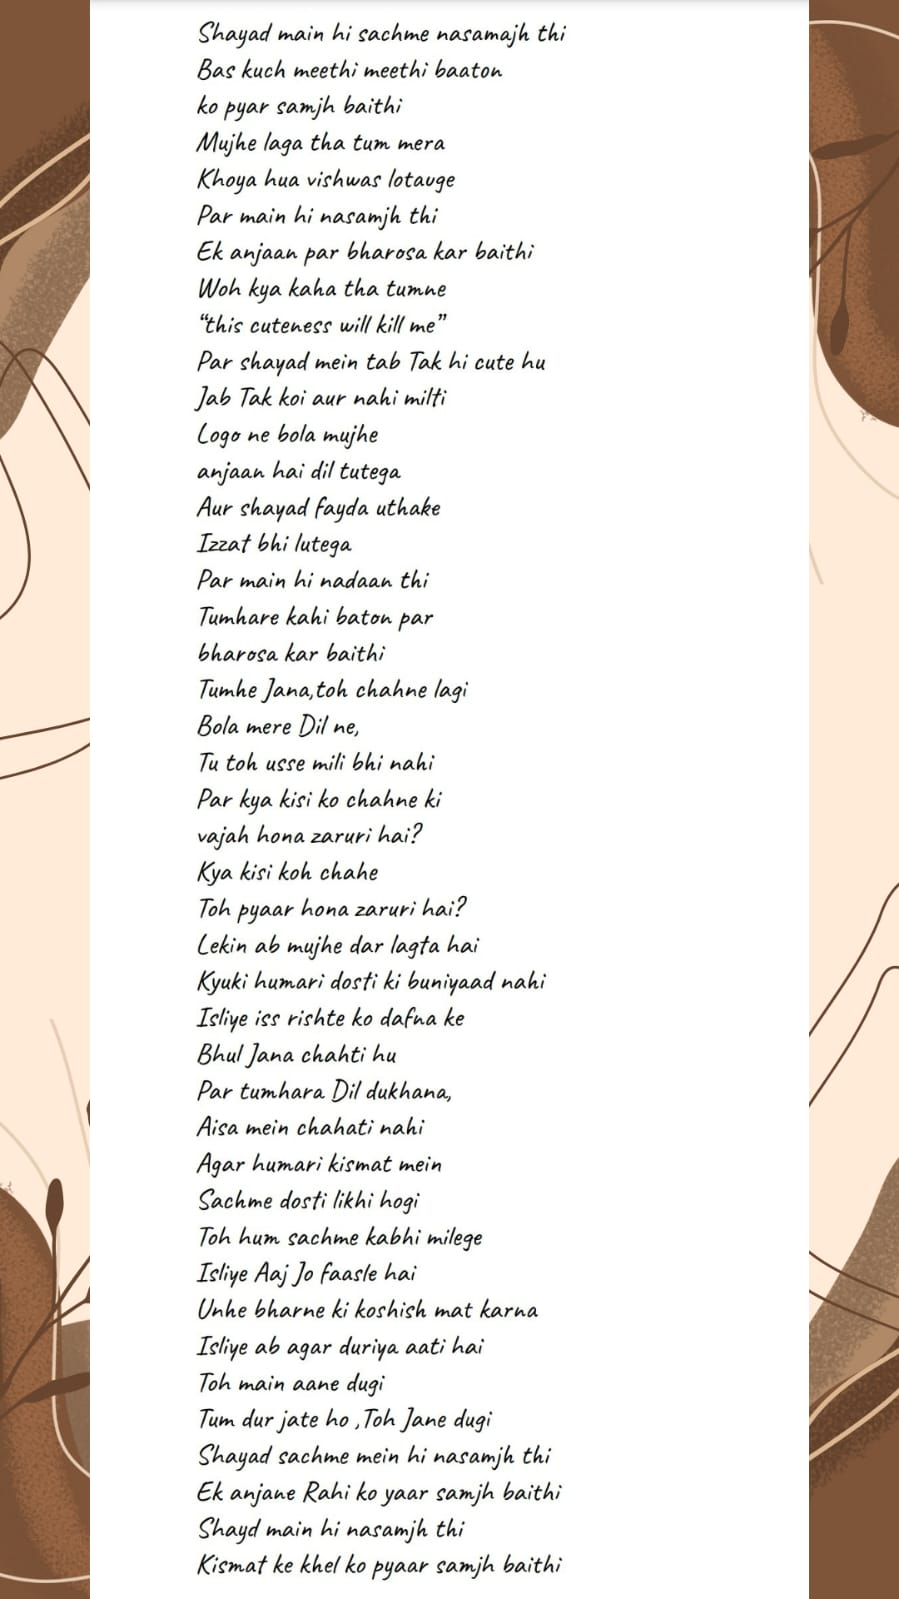 Shayad main hi sachme nasamajh thi
Bas kuch meethi meethi baaton
ko pyar samjh baithi
Mujhe laga tha tum mera
Khoya hua vishwas lotauge
Par main hi nasamjh thi
Ek anjaan par bharosa kar baithi
Woh kya kaha tha tumne
“this cuteness will kill me”
Par shayad mein tab Tak hi cute hu
Jab Tak koi aur nahi milti
Logo ne bola mujhe
anjaan hai dil tutega
Aur shayad fayda uthake
Izzat bhi lutega
Par main hi nadaan thi
Tumhare kahi baton par
bharosa kar baithi
Tumhe Jana,toh chahne lagi
Bola mere Dil ne,
Tu toh usse mili bhi nahi
Par kya kisi ko chahne ki
vajah hona zaruri hai?
Kya kisi koh chahe
Toh pyaar hona zaruri hai?
Lekin ab mujhe dar lagta hai
Kyuki humari dosti ki buniyaad nahi
Isliye iss rishte ko dafna ke
Bhul Jana chahti hu
Par tumhara Dil dukhana,
Aisa mein chahati nahi
Agar humari kismat mein
Sachme dosti likhi hogi
Toh hum sachme kabhi milege
Isliye Aaj Jo faasle hai
Unhe bharne ki koshish mat karna
Isliye ab agar duriya aati hai
Toh main aane dugi
Tum dur jate ho ,Toh Jane dugi
Shayad sachme mein hi nasamjh thi
Ek anjane Rahi ko yaar samjh baithi
Shayd main hi nasamjh thi
Kismat ke khel ko pyaar samjh baithi